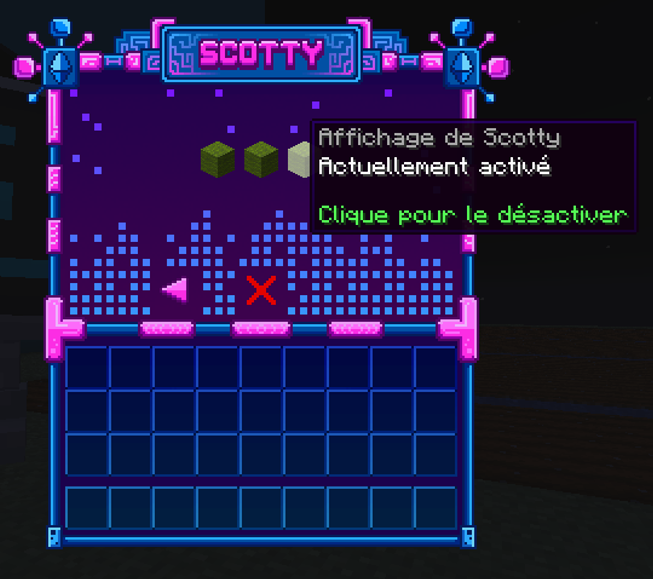 SCOTTY
Affichage de Scotty
Actuellement activé
Clique pour le désactiver